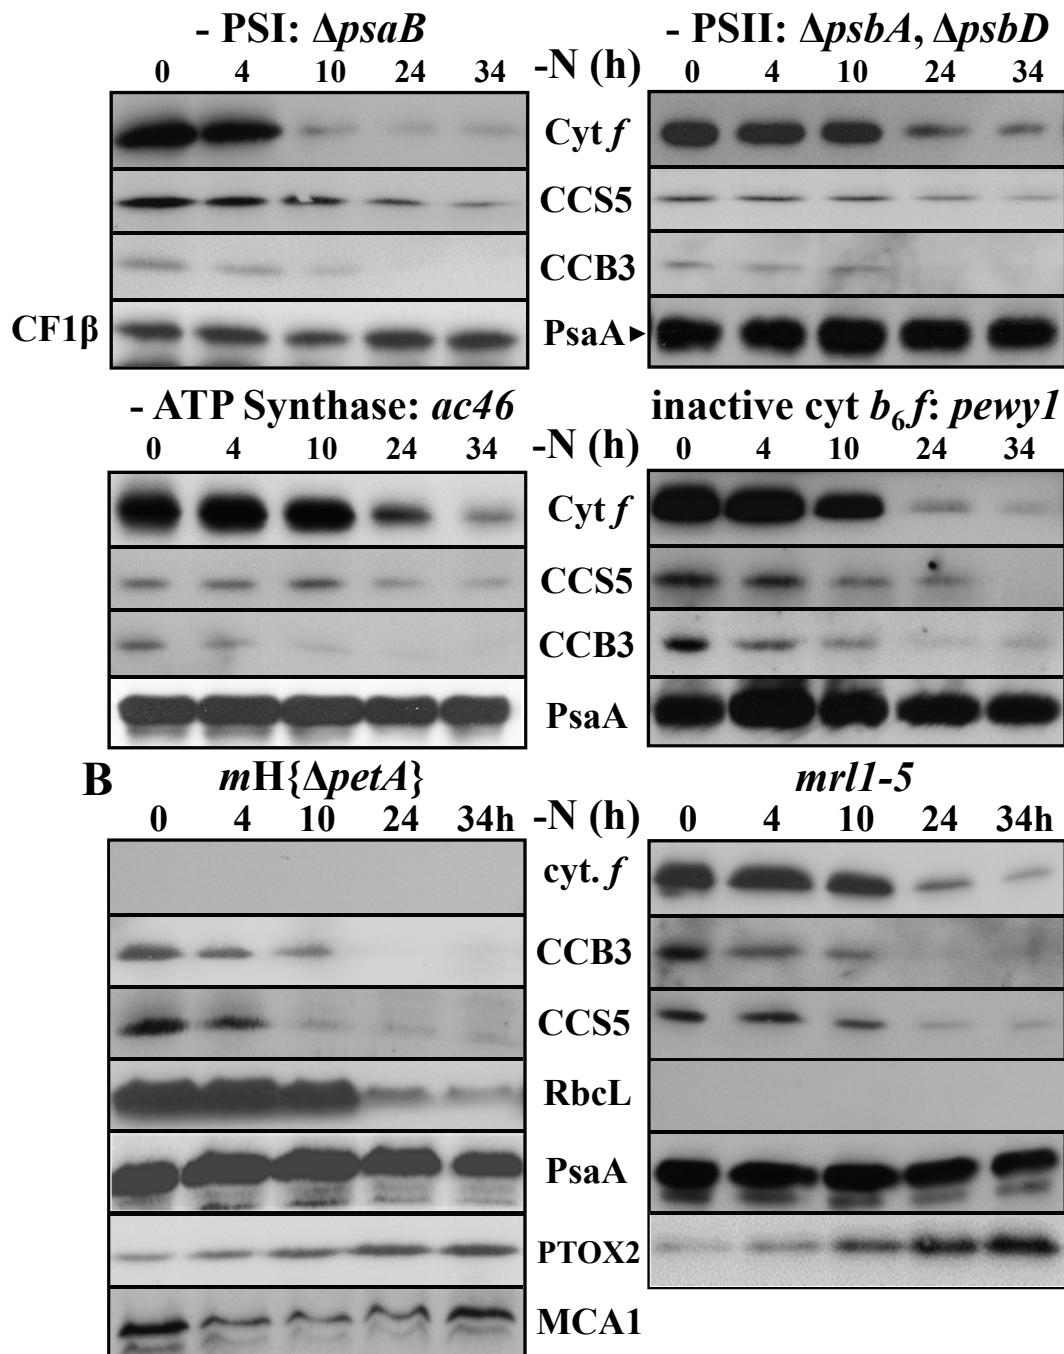 - PSI: ΔpsaB
- PSII: ΔpsbA, ΔpsbD
0 4 10 24 34 -N (h) 0 4 10 24 34
Cyt f
CCS5
CCB3
CF1β
PsaA
- ATP Synthase: ac46
inactive cyt b₆f: pewy1
0 4 10 24 34 -N (h) 0 4 10 24 34
Cyt f
CCS5
CCB3
PsaA
B
mH{ΔpetA}
mrl1-5
0 4 10 24 34h -N (h) 0 4 10 24 34h
cyt. f
CCB3
CCS5
RbcL
PsaA
PTOX2
MCA1